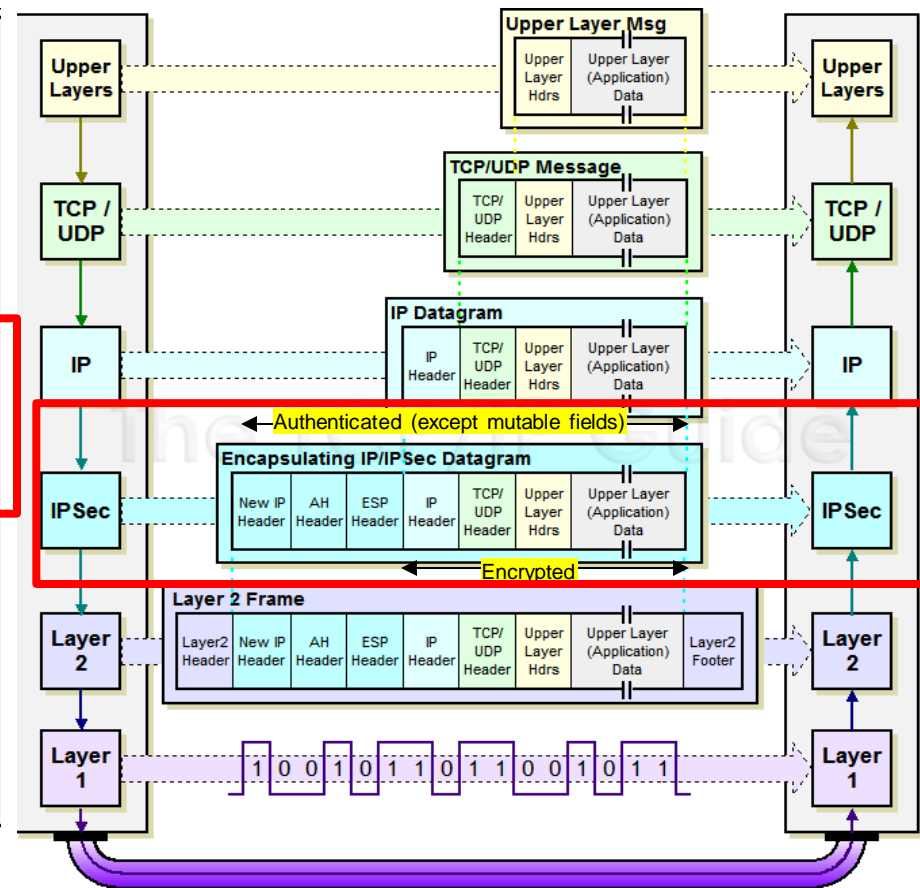 Upper Layer Msg
Upper
Layers
Upper
Layer
Hdrs
Upper Layer
(Application)
Data
Upper
Layers
TCP/UDP Message
TCP /
UDP
TCP/
UDP
Header
Upper
Layer
Hdrs
Upper Layer
(Application)
Data
TCP /
UDP
IP Datagram
IP
IP
Header
TCP/
UDP
Header
Upper
Layer
Hdrs
Upper Layer
(Application)
Data
IP
The TCP/IP Guide
Authenticated (except mutable fields)
Encapsulating IP/IPSec Datagram
IPSec
New IP
Header
AH
Header
ESP
Header
IP
Header
TCP/
UDP
Header
Upper
Layer
Hdrs
Upper Layer
(Application)
Data
IPSec
Encrypted
Layer 2 Frame
Layer
2
Layer2
Header
New IP
Header
AH
Header
ESP
Header
IP
Header
TCP/
UDP
Header
Upper
Layer
Hdrs
Upper Layer
(Application)
Data
Layer2
Footer
Layer
2
Layer
1
1 0 0 1 0 1 1 0 1 1 0 0 1 0 1 1
Layer
1